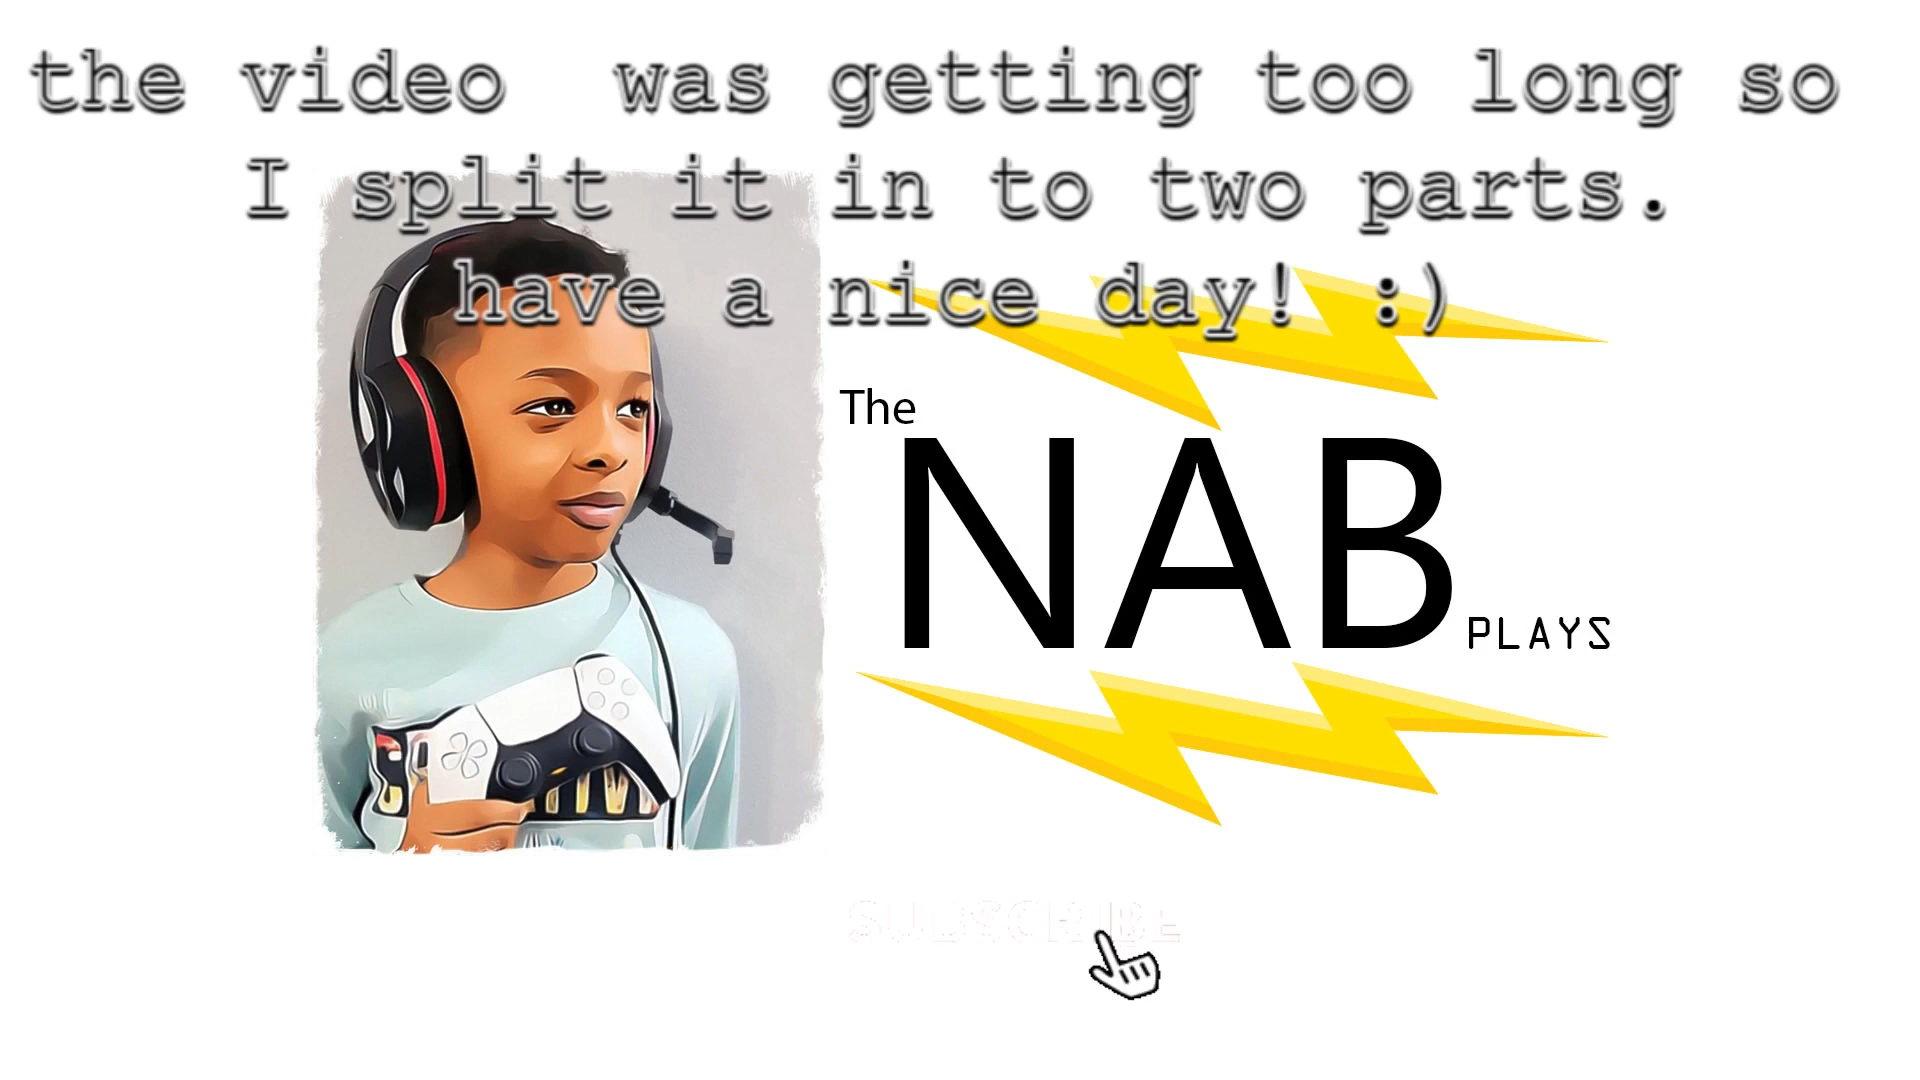 the video  was getting too long so
I split it in to two parts.
have a nice day! :)
The
NAB
PLAYS
SUBSCRIBE